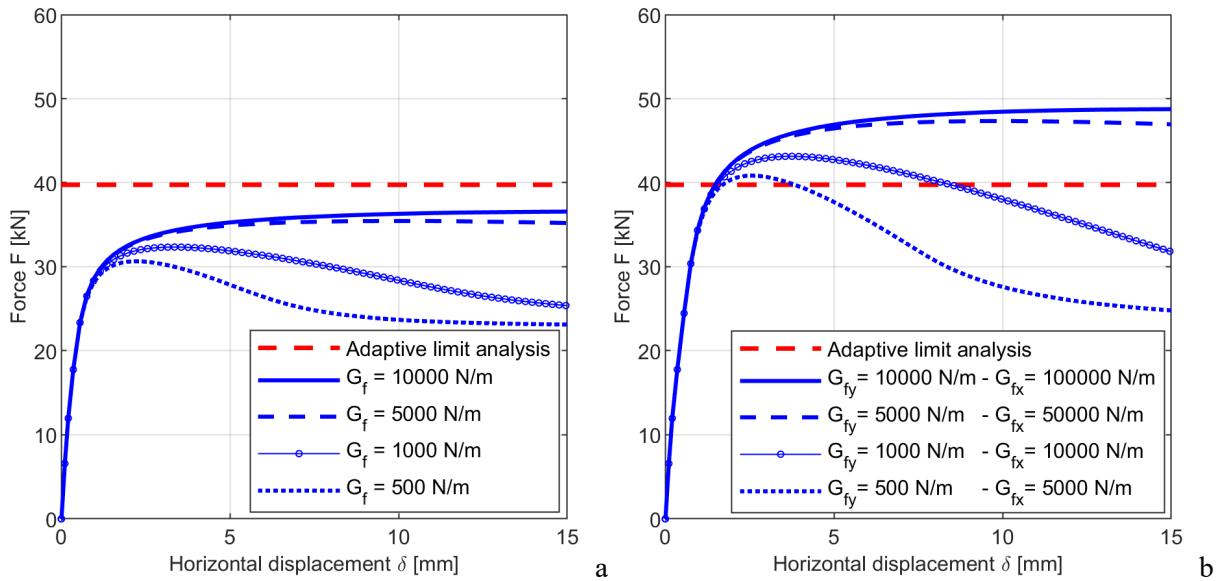 60
50
40
30
20
10
0
Force F [kN]
0
5
10
15
Horizontal displacement δ [mm]
Adaptive limit analysis
G_f = 10000 N/m
G_f = 5000 N/m
G_f = 1000 N/m
G_f = 500 N/m
a
60
50
40
30
20
10
0
Force F [kN]
0
5
10
15
Horizontal displacement δ [mm]
Adaptive limit analysis
G_fy = 10000 N/m - G_fx = 100000 N/m
G_fy = 5000 N/m - G_fx = 50000 N/m
G_fy = 1000 N/m - G_fx = 10000 N/m
G_fy = 500 N/m - G_fx = 5000 N/m
b